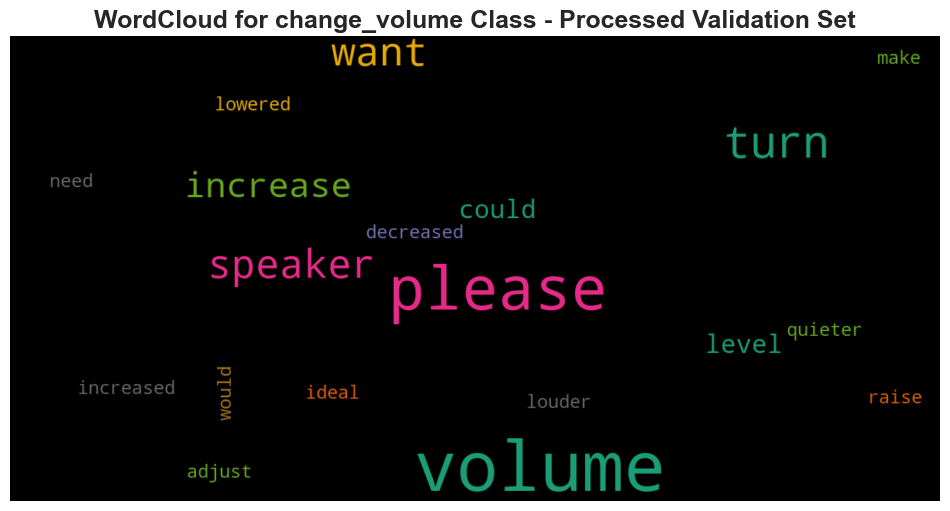 WordCloud for change_volume Class - Processed Validation Set
want
make
lowered
turn
need
increase
could
decreased
speaker
please
quieter
level
increased
would
ideal
louder
raise
volume
adjust